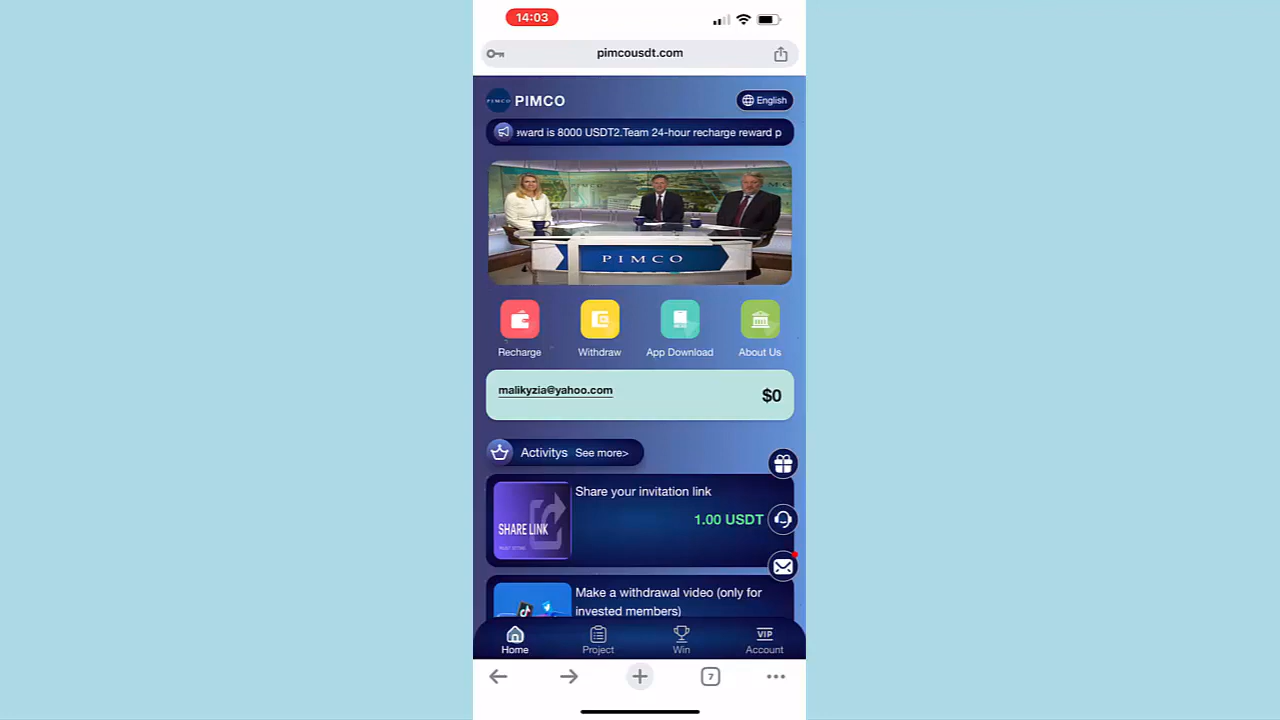 14:03
pimcousdt.com
PIMCO PIMCO
English
eward is 8000 USDT2.Team 24-hour recharge reward p
PIMCO
PIMCO
Recharge
Withdraw
App Download
About Us
malikyzia@yahoo.com
$0
Activitys See more>
Share your invitation link
SHARE LINK
1.00 USDT
Make a withdrawal video (only for
invested members)
VIP
Home
Project
Win
Account
7